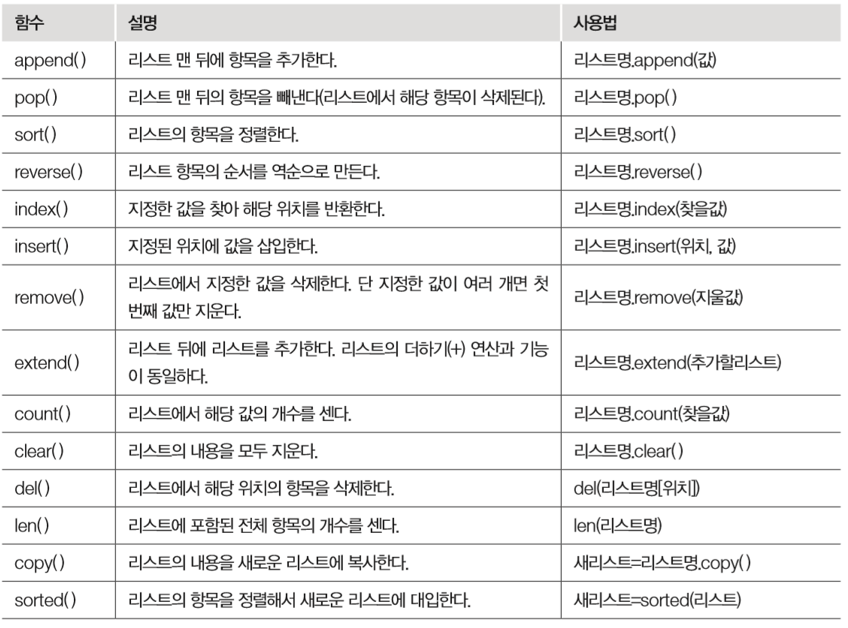 함수 설명 사용법
append( ) 리스트 맨 뒤에 항목을 추가한다. 리스트명.append(값)
pop( ) 리스트 맨 뒤의 항목을 빼낸다(리스트에서 해당 항목이 삭제된다). 리스트명.pop( )
sort( ) 리스트의 항목을 정렬한다. 리스트명.sort( )
reverse( ) 리스트 항목의 순서를 역순으로 만든다. 리스트명.reverse( )
index( ) 지정한 값을 찾아 해당 위치를 반환한다. 리스트명.index(찾을값)
insert( ) 지정된 위치에 값을 삽입한다. 리스트명.insert(위치, 값)
remove( ) 리스트에서 지정한 값을 삭제한다. 단 지정한 값이 여러 개면 첫
번째 값만 지운다. 리스트명.remove(지울값)
extend( ) 리스트 뒤에 리스트를 추가한다. 리스트의 더하기(+) 연산과 기능
이 동일하다. 리스트명.extend(추가할리스트)
count( ) 리스트에서 해당 값의 개수를 센다. 리스트명.count(찾을값)
clear( ) 리스트의 내용을 모두 지운다. 리스트명.clear( )
del( ) 리스트에서 해당 위치의 항목을 삭제한다. del(리스트명[위치])
len( ) 리스트에 포함된 전체 항목의 개수를 센다. len(리스트명)
copy( ) 리스트의 내용을 새로운 리스트에 복사한다. 새리스트=리스트명.copy( )
sorted( ) 리스트의 항목을 정렬해서 새로운 리스트에 대입한다. 새리스트=sorted(리스트)